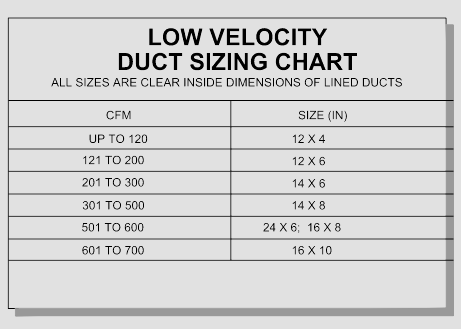 LOW VELOCITY
DUCT SIZING CHART
ALL SIZES ARE CLEAR INSIDE DIMENSIONS OF LINED DUCTS
CFM SIZE (IN)
UP TO 120 12 X 4
121 TO 200 12 X 6
201 TO 300 14 X 6
301 TO 500 14 X 8
501 TO 600 24 X 6; 16 X 8
601 TO 700 16 X 10